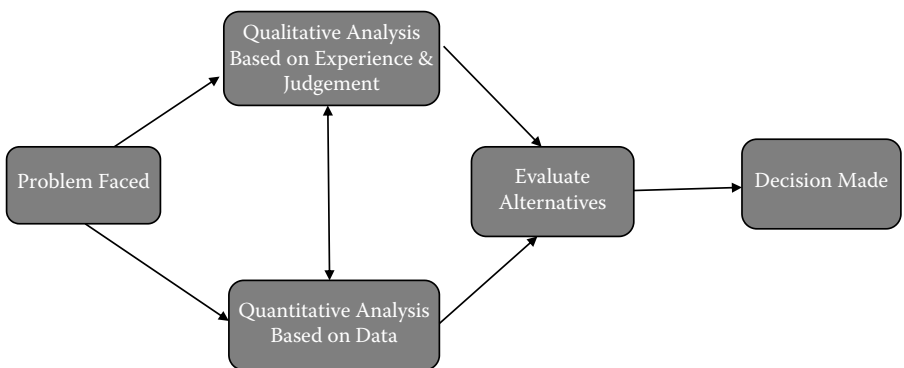 Qualitative Analysis
Based on Experience &
Judgement
Problem Faced
Evaluate
Alternatives
Decision Made
Quantitative Analysis
Based on Data